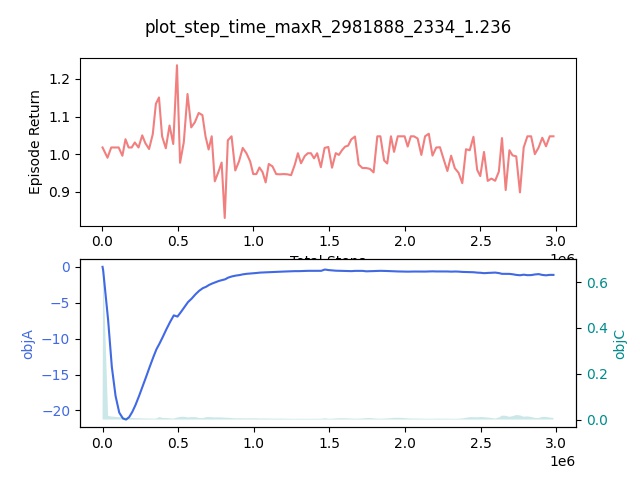 plot_step_time_maxR_2981888_2334_1.236
Episode Return
1.2
1.1
1.0
0.9
0.0 0.5 1.0 1.5 2.0 2.5 3.0
1e6
Total Steps
objA
0
−5
−10
−15
−20
objC
0.6
0.4
0.2
0.0
0.0 0.5 1.0 1.5 2.0 2.5 3.0
1e6